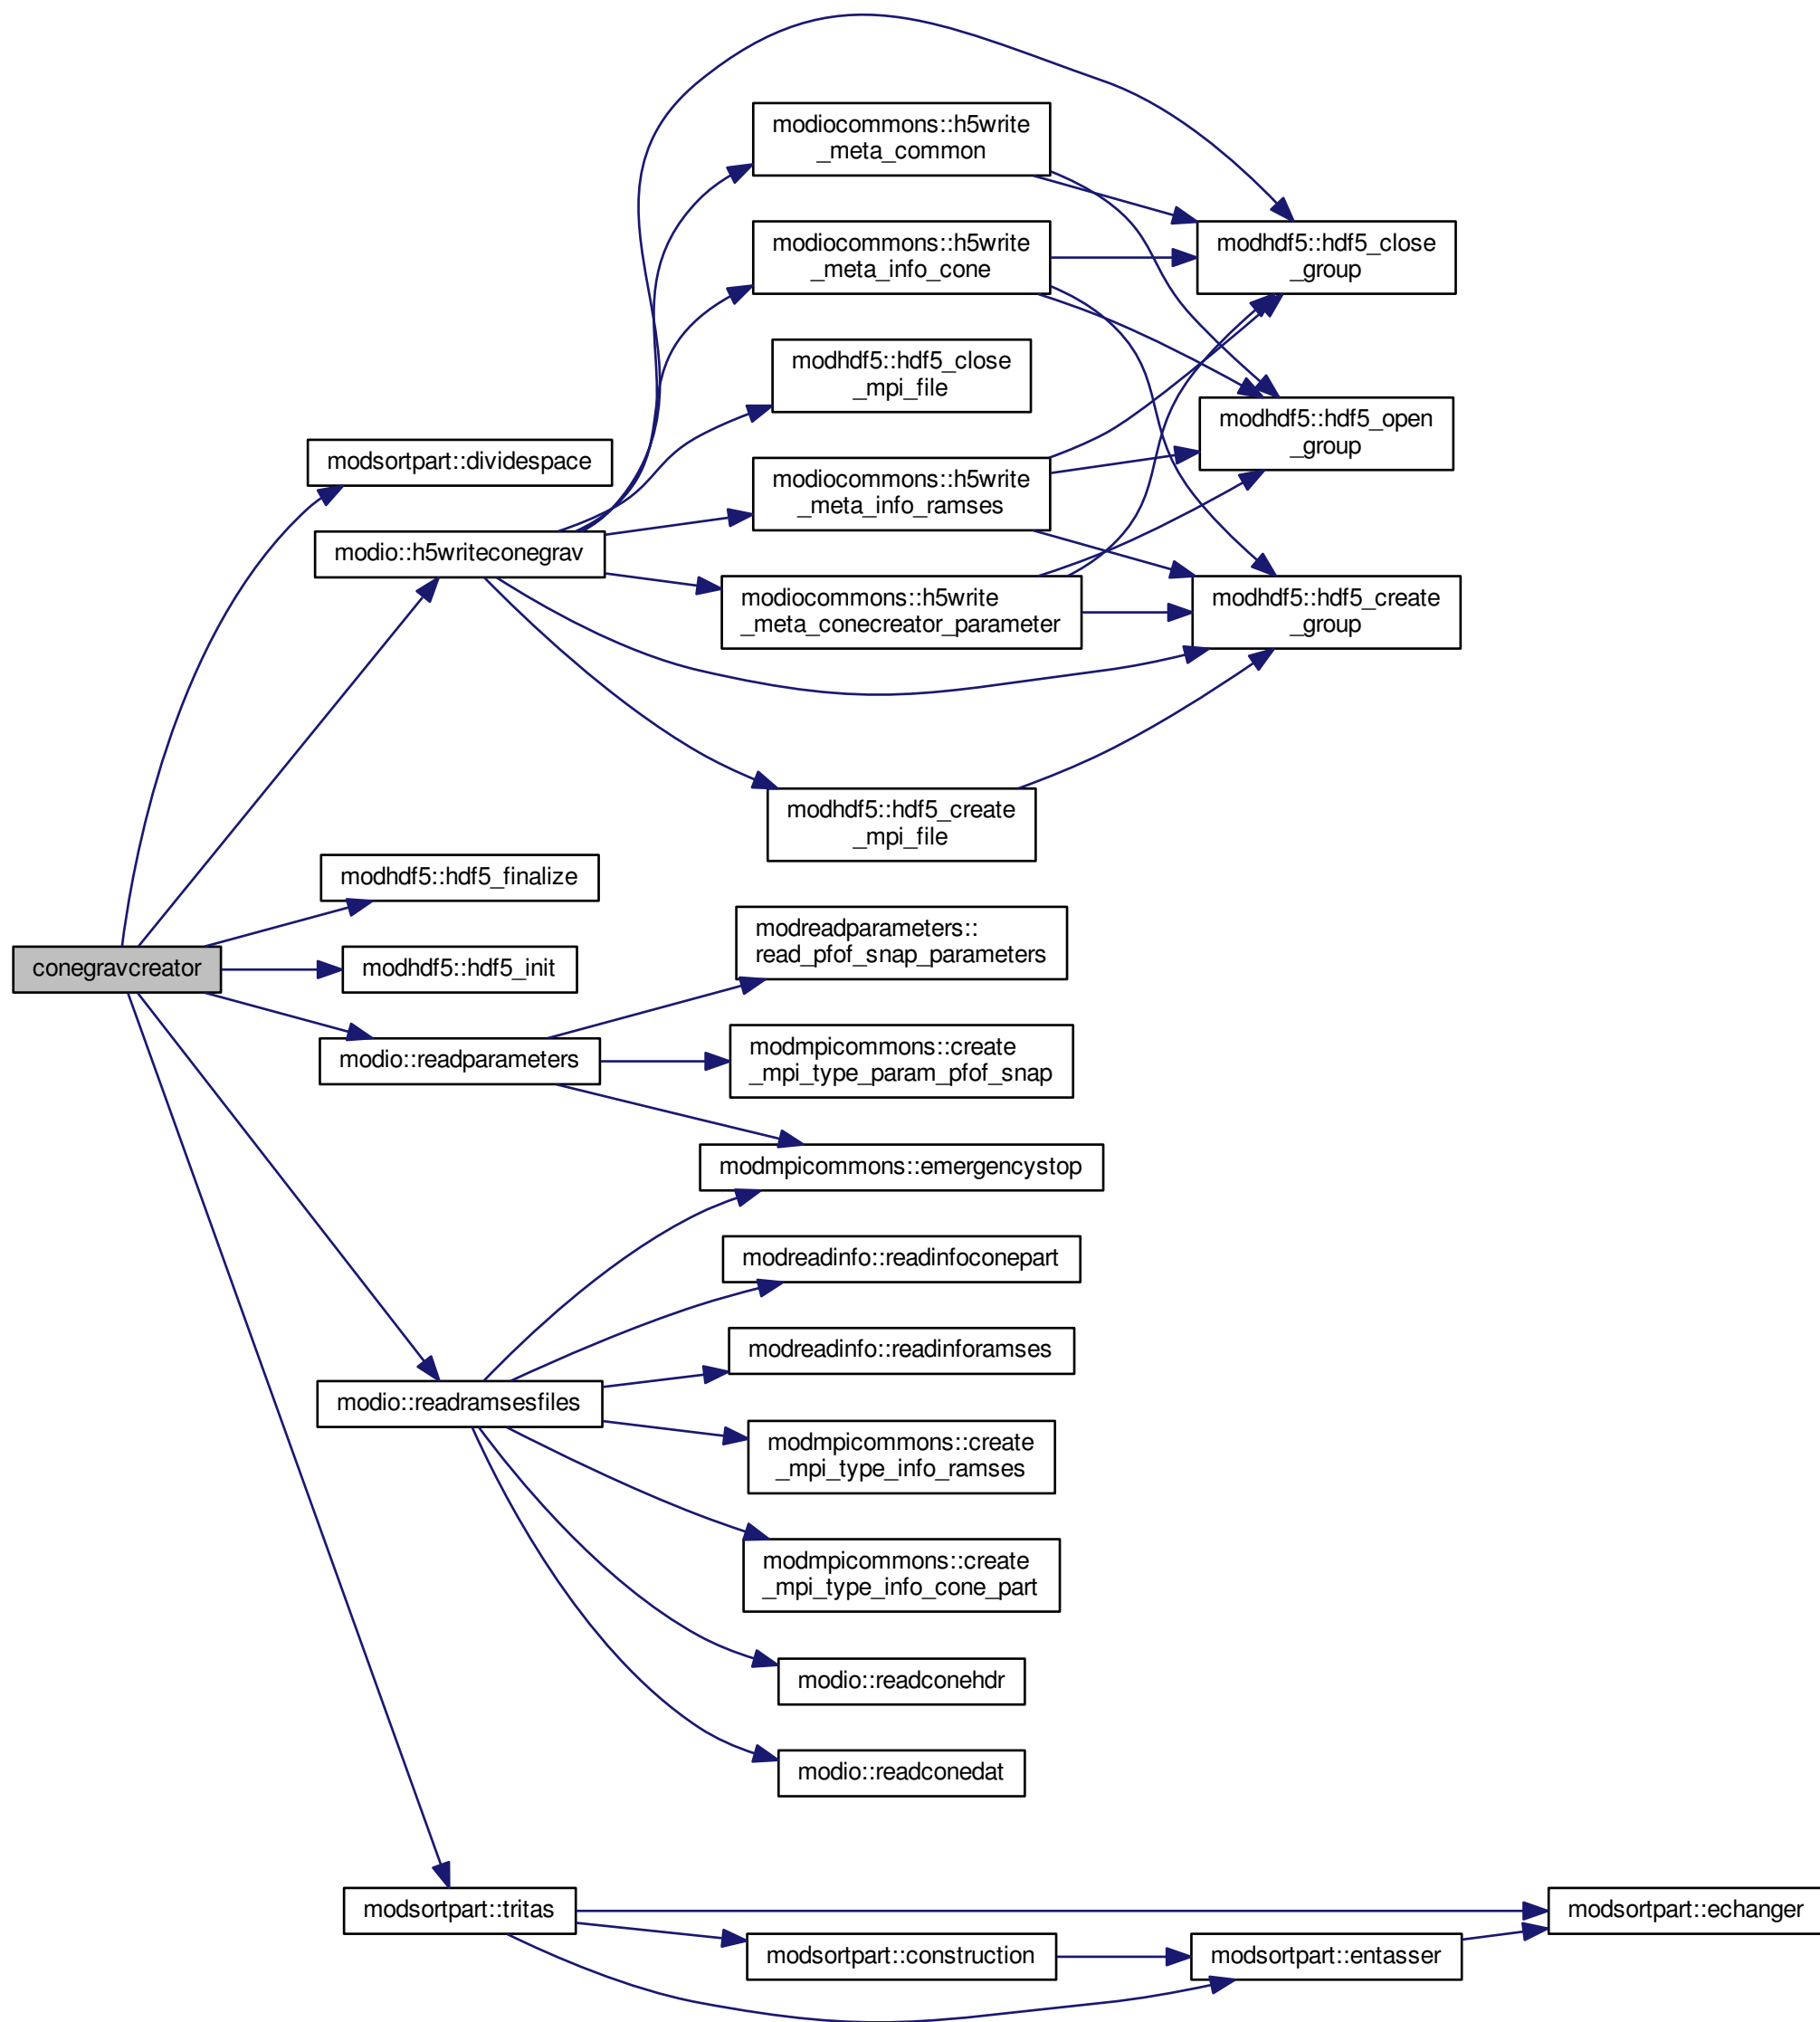 modiocommons::h5write
_meta_common
modiocommons::h5write
_meta_info_cone
modhdf5::hdf5_close
_group
modhdf5::hdf5_close
_mpi_file
modhdf5::hdf5_open
_group
modsortpart::dividespace
modiocommons::h5write
_meta_info_ramses
modio::h5writeconegrav
modiocommons::h5write
_meta_conecreator_parameter
modhdf5::hdf5_create
_group
modhdf5::hdf5_create
_mpi_file
modhdf5::hdf5_finalize
modreadparameters::
read_pfof_snap_parameters
conegravcreator
modhdf5::hdf5_init
modio::readparameters
modmpicommons::create
_mpi_type_param_pfof_snap
modmpicommons::emergencystop
modreadinfo::readinfoconepart
modreadinfo::readinforamses
modio::readramsesfiles
modmpicommons::create
_mpi_type_info_ramses
modmpicommons::create
_mpi_type_info_cone_part
modio::readconehdr
modio::readconedat
modsortpart::tritas
modsortpart::echanger
modsortpart::construction
modsortpart::entasser